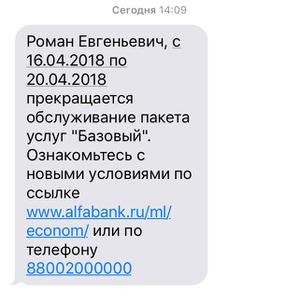 Сегодня 14:09
Роман Евгеньевич, с
16.04.2018 по
20.04.2018
прекращается
обслуживание пакета
услуг "Базовый".
Ознакомьтесь с
новыми условиями по
ссылке
www.alfabank.ru/ml/
econom/ или по
телефону
88002000000